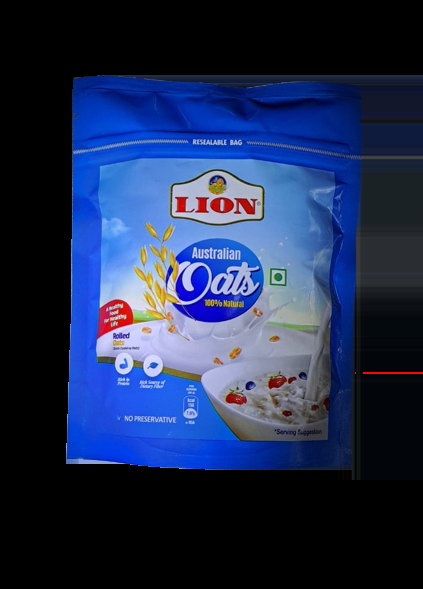 RESEALABLE BAG
LION
Australian
Oats
100% Natural
A Healthy
Food
for Healthy
Life
Rolled
Oats
Rich in
Protein
High Source of
Dietary Fiber
NO PRESERVATIVE
*Serving Suggestion